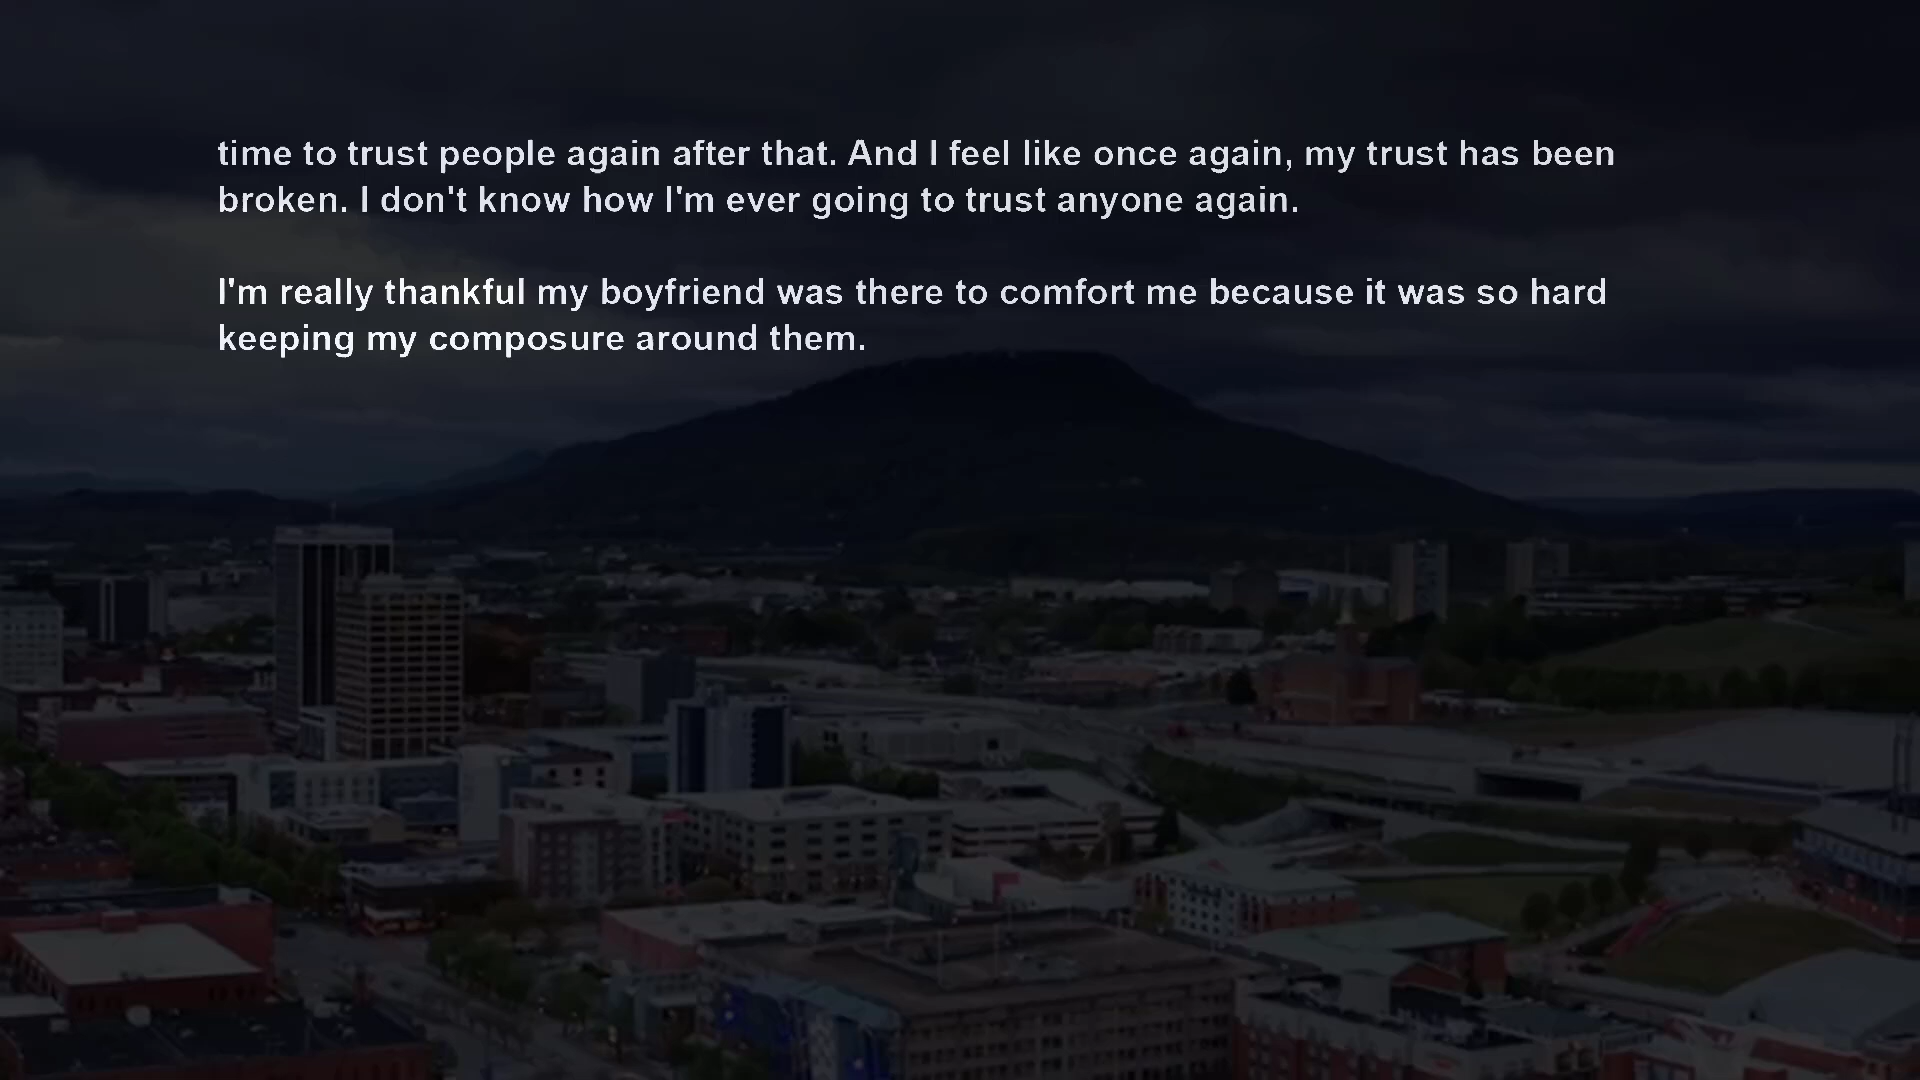 time to trust people again after that. And I feel like once again, my trust has been
broken. I don't know how I'm ever going to trust anyone again.
I'm really thankful my boyfriend was there to comfort me because it was so hard
keeping my composure around them.